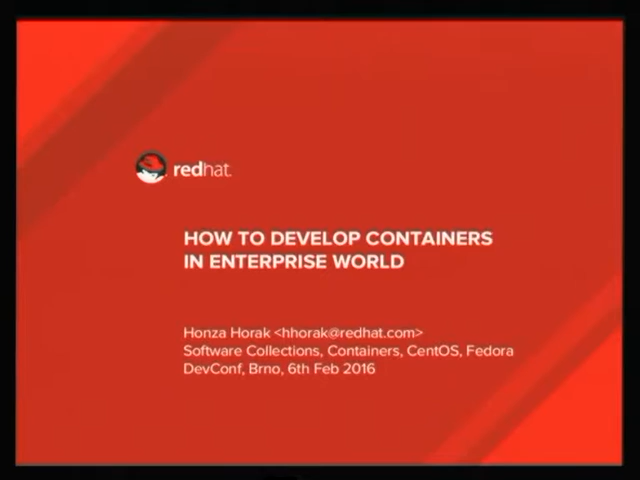 redhat.
HOW TO DEVELOP CONTAINERS
IN ENTERPRISE WORLD
Honza Horak <hhorak@redhat.com>
Software Collections, Containers, CentOS, Fedora
DevConf, Brno, 6th Feb 2016